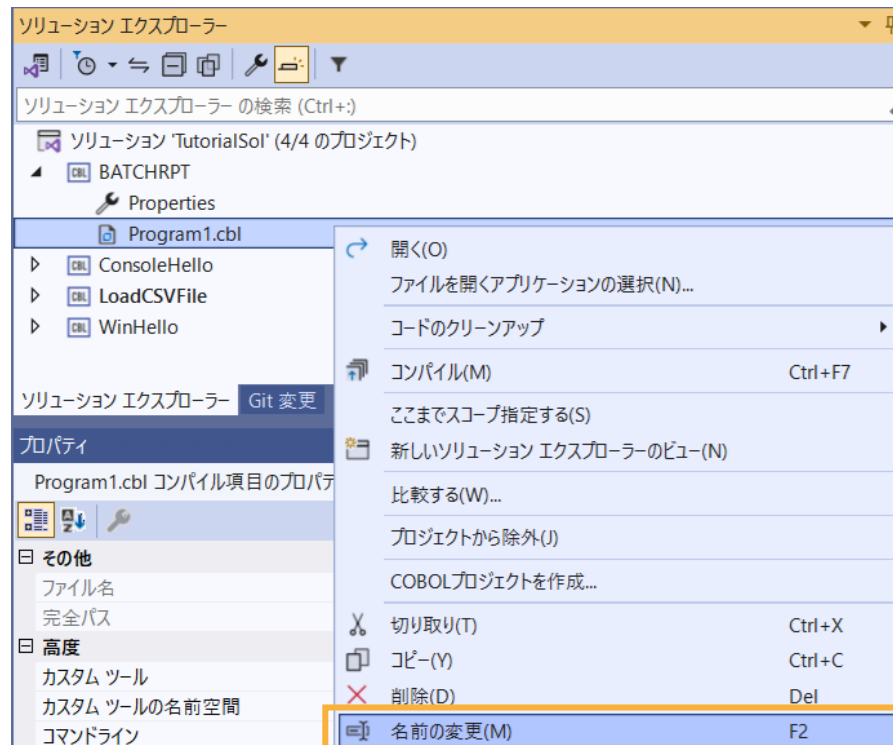 ソリューション エクスプローラー
ソリューション エクスプローラー の検索 (Ctrl+:)
ソリューション 'TutorialSol' (4/4 のプロジェクト)
CBL BATCHRPT
Properties
Program1.cbl
CBL ConsoleHello
CBL LoadCSVFile
CBL WinHello
ソリューション エクスプローラー Git 変更
プロパティ
Program1.cbl コンパイル項目のプロパテ
その他
ファイル名
完全パス
高度
カスタム ツール
カスタム ツールの名前空間
コマンドライン
開く(O)
ファイルを開くアプリケーションの選択(N)...
コードのクリーンアップ
コンパイル(M) Ctrl+F7
ここまでスコープ指定する(S)
新しいソリューション エクスプローラーのビュー(N)
比較する(W)...
プロジェクトから除外(J)
COBOLプロジェクトを作成...
切り取り(T) Ctrl+X
コピー(Y) Ctrl+C
削除(D) Del
名前の変更(M) F2